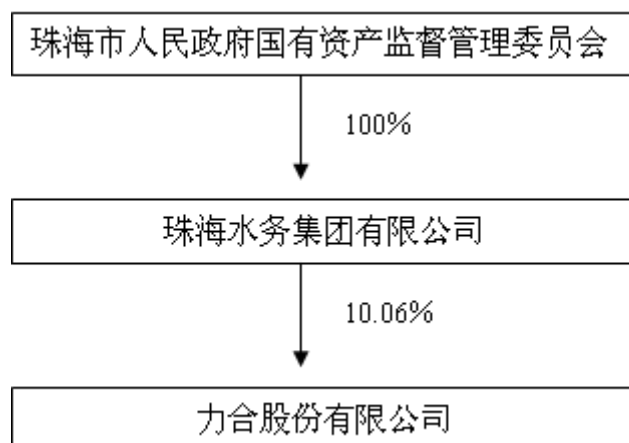 珠海市人民政府国有资产监督管理委员会
100%
珠海水务集团有限公司
10.06%
力合股份有限公司